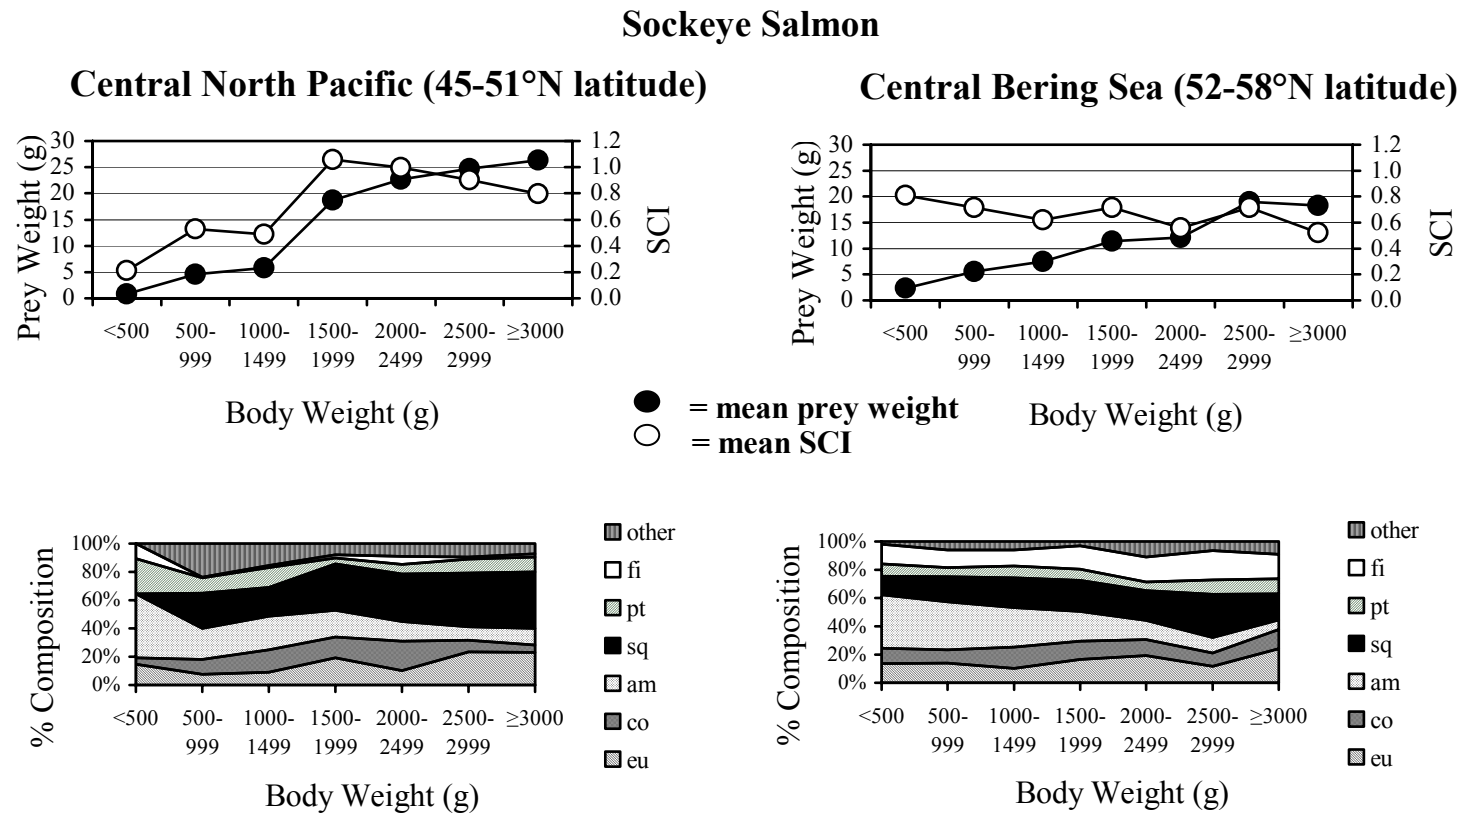 Sockeye Salmon
Central North Pacific (45-51°N latitude)
Central Bering Sea (52-58°N latitude)
Prey Weight (g)
30
25
20
15
10
5
0
1.2
1.0
0.8
0.6
0.4
0.2
0.0
SCI
<500 500- 1000- 1500- 2000- 2500- ≥3000
999 1499 1999 2499 2999
Body Weight (g)
Prey Weight (g)
30
25
20
15
10
5
0
1.2
1.0
0.8
0.6
0.4
0.2
0.0
SCI
<500 500- 1000- 1500- 2000- 2500- ≥3000
999 1499 1999 2499 2999
Body Weight (g)
= mean prey weight
= mean SCI
% Composition
100%
80%
60%
40%
20%
0%
<500 500- 1000- 1500- 2000- 2500- ≥3000
999 1499 1999 2499 2999
Body Weight (g)
other
fi
pt
sq
am
co
eu
% Composition
100%
80%
60%
40%
20%
0%
<500 500- 1000- 1500- 2000- 2500- ≥3000
999 1499 1999 2499 2999
Body Weight (g)
other
fi
pt
sq
am
co
eu